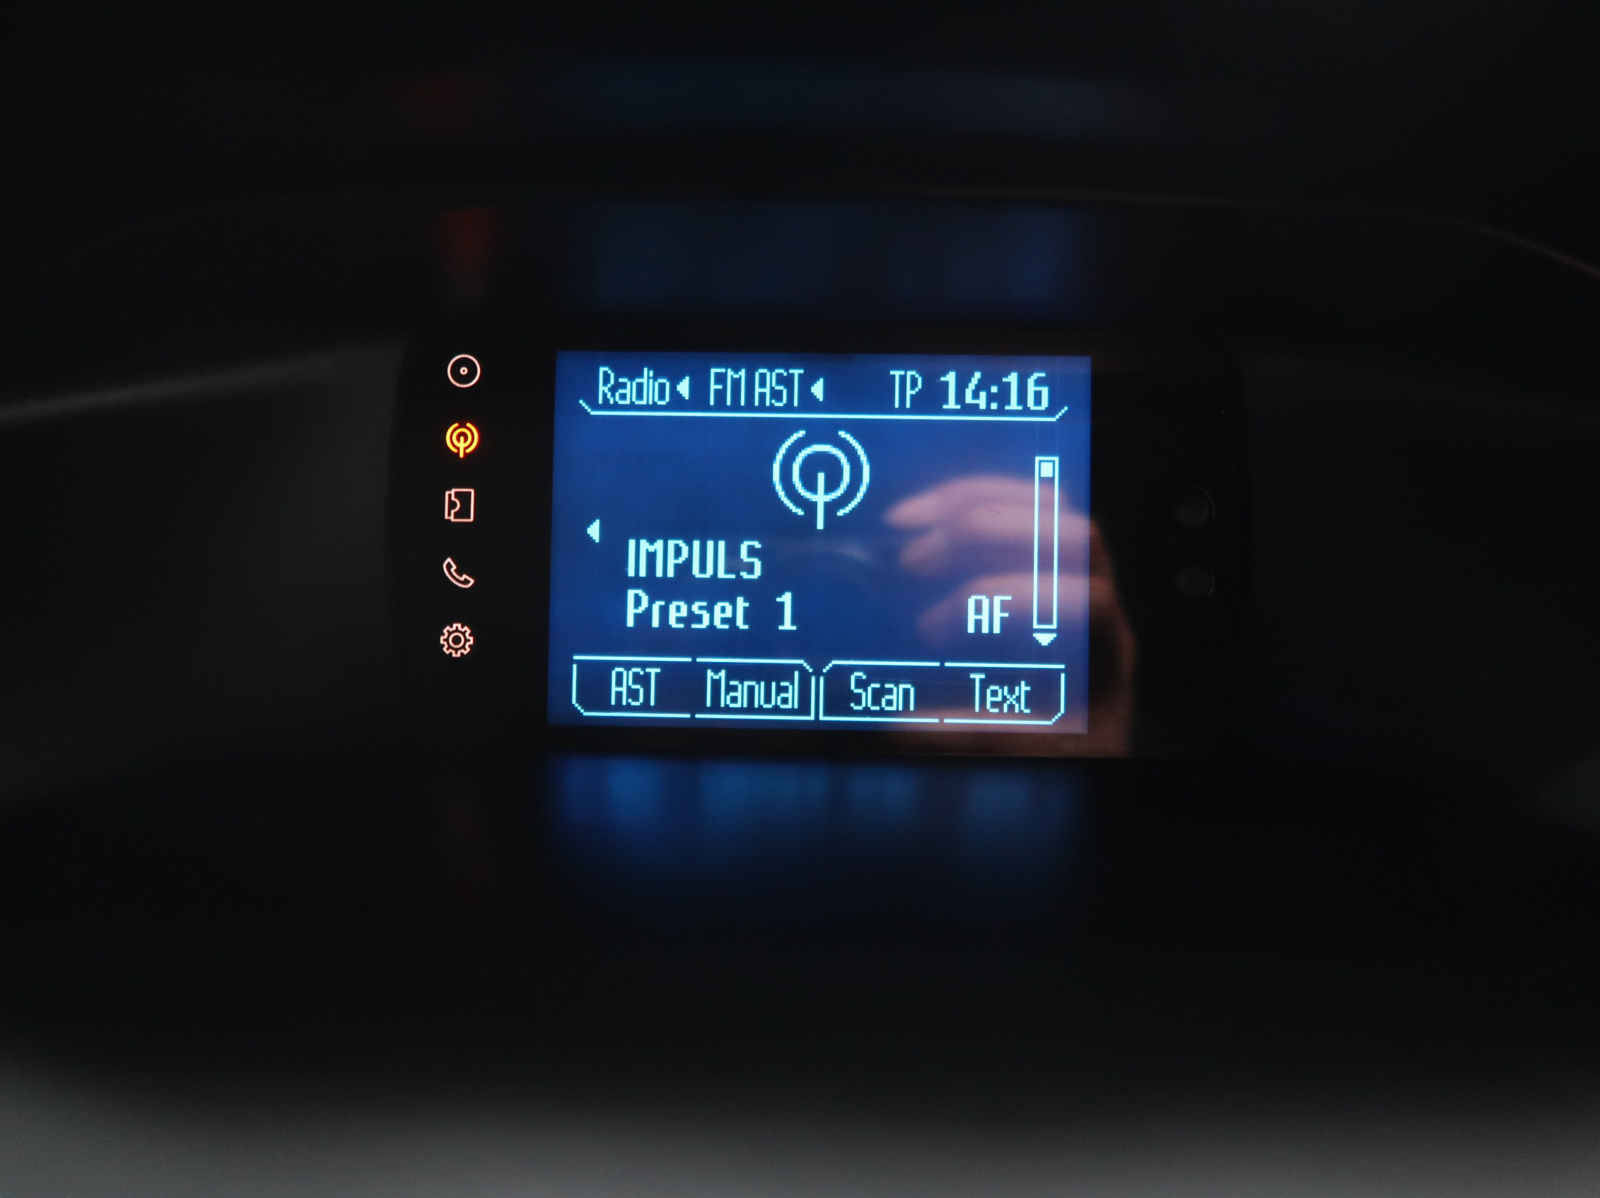 Radio FM AST TP 14:16
IMPULS
Preset 1 AF
AST Manual Scan Text